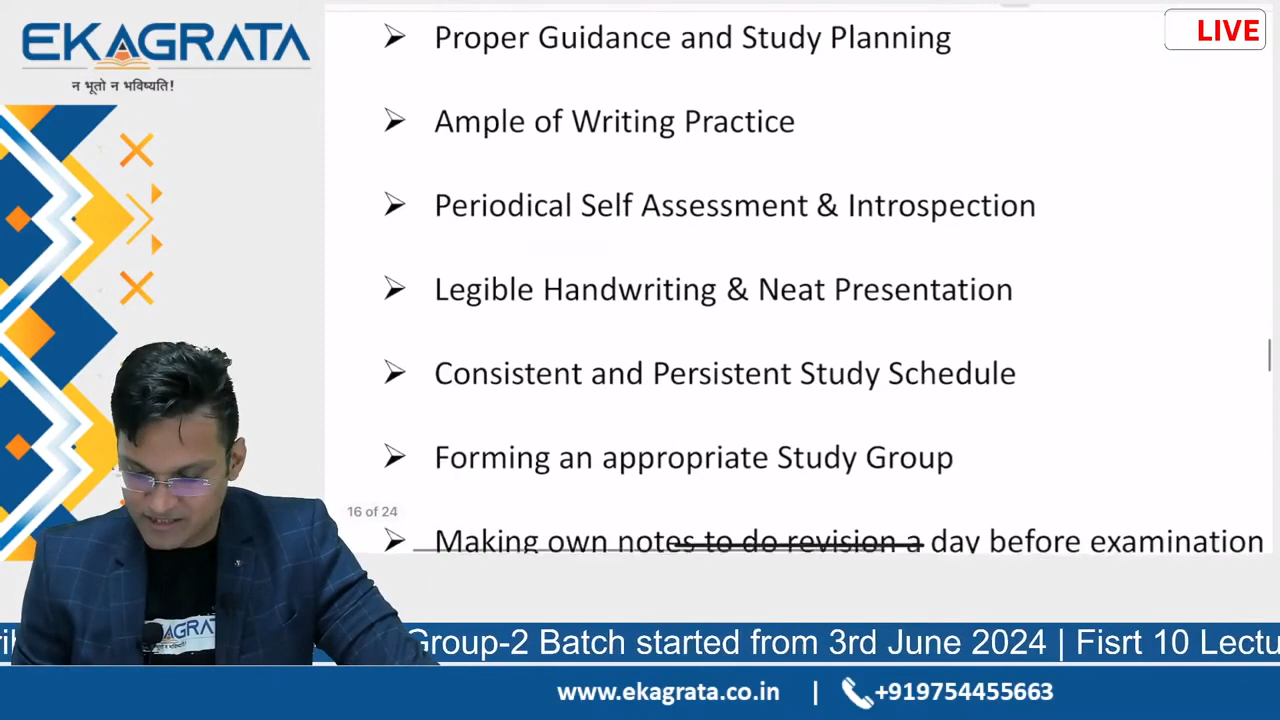 EKAGRATA
न भूतो न भविष्यति!
LIVE
➢ Proper Guidance and Study Planning
➢ Ample of Writing Practice
➢ Periodical Self Assessment & Introspection
➢ Legible Handwriting & Neat Presentation
➢ Consistent and Persistent Study Schedule
➢ Forming an appropriate Study Group
16 of 24
➢ Making own notes to do revision a day before examination
AGRATA
Group-2 Batch started from 3rd June 2024 | Fisrt 10 Lectu
www.ekagrata.co.in | +919754455663